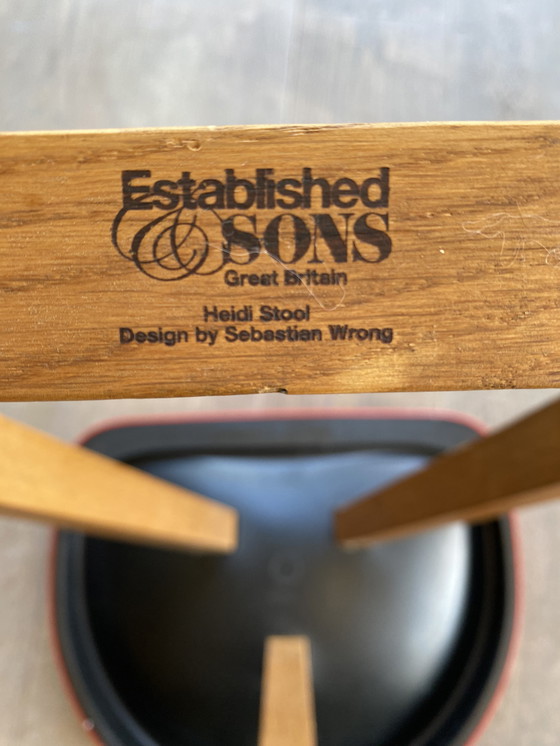 Established
& SONS
Great Britain
Heidi Stool
Design by Sebastian Wrong